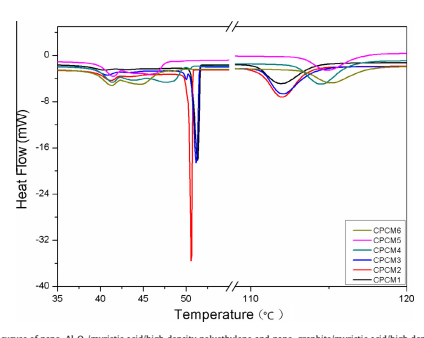 0
-8
-16
-24
-32
-40
Heat Flow (mW)
35 40 45 50 110 120
Temperature (℃)
CPCM6
CPCM5
CPCM4
CPCM3
CPCM2
CPCM1